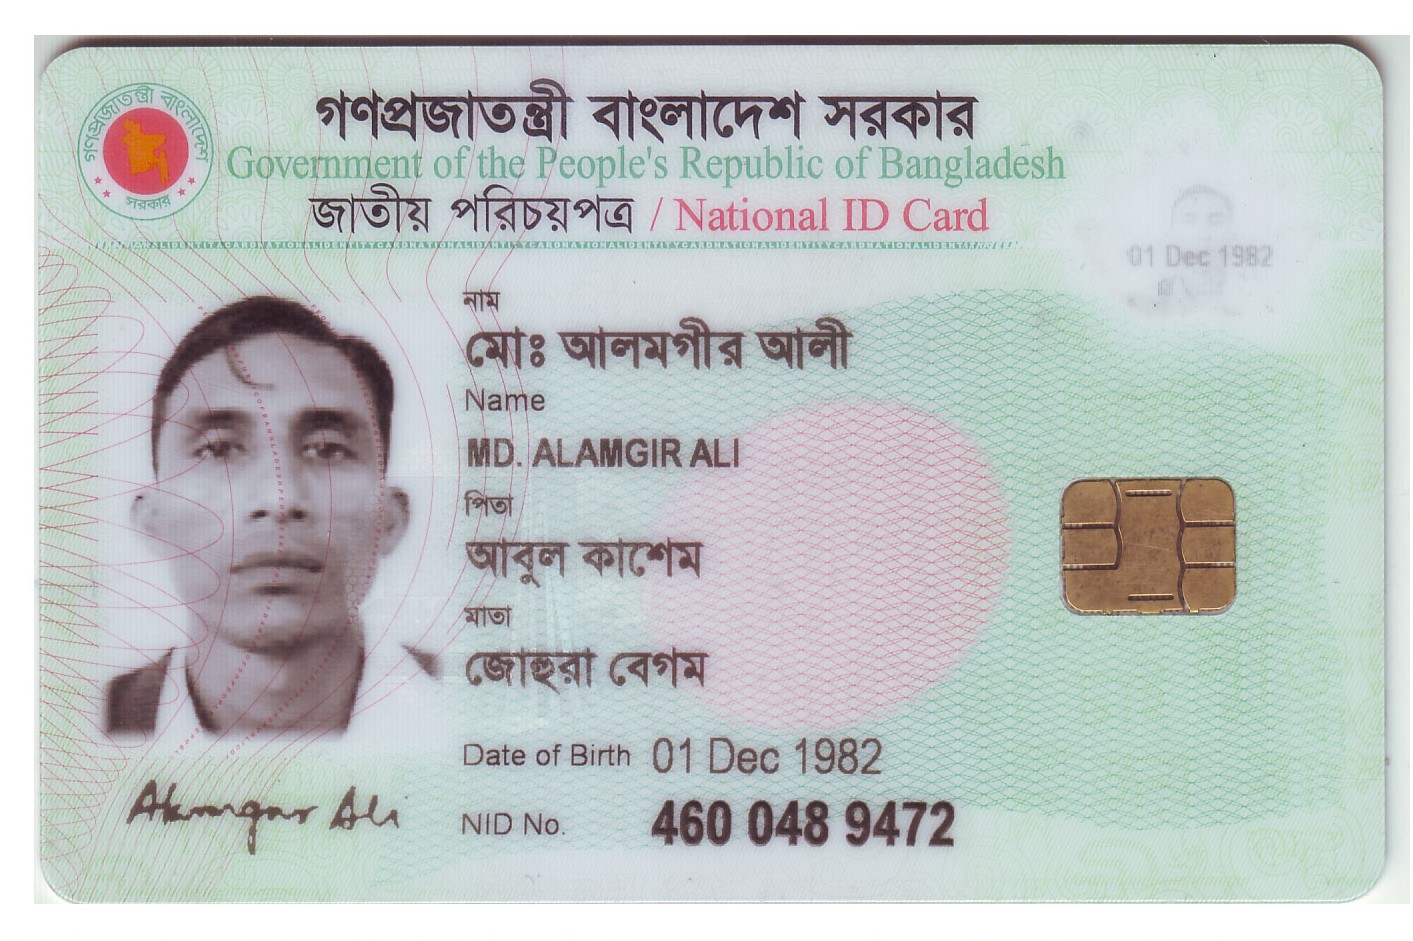 গণপ্রজাতন্ত্রী বাংলাদেশ সরকার
গণপ্রজাতন্ত্রী বাংলাদেশ
সরকার
Government of the People's Republic of Bangladesh
জাতীয় পরিচয়পত্র / National ID Card
01 Dec 1982
নাম
মোঃ আলমগীর আলী
Name
MD. ALAMGIR ALI
পিতা
আবুল কাশেম
মাতা
জোহুরা বেগম
Date of Birth 01 Dec 1982
Alamgir Ali
NID No. 460 048 9472